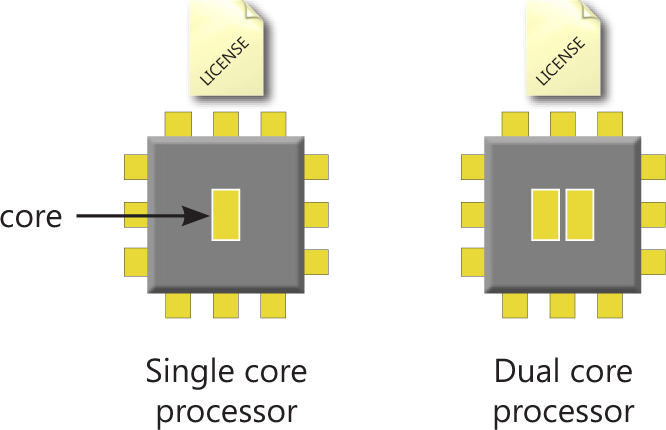 LICENSE
LICENSE
core
Single core
processor
Dual core
processor